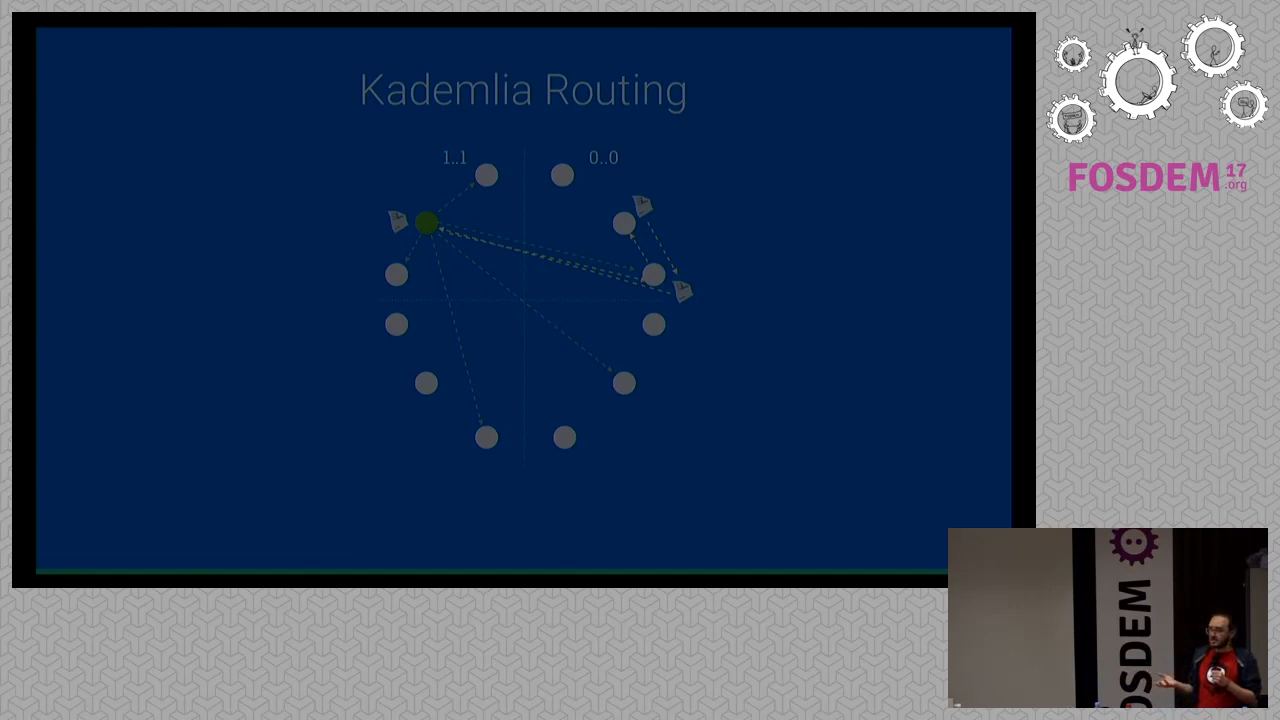 Kademlia Routing
1..1
0..0
FOSDEM 17
.org
FOSDEM